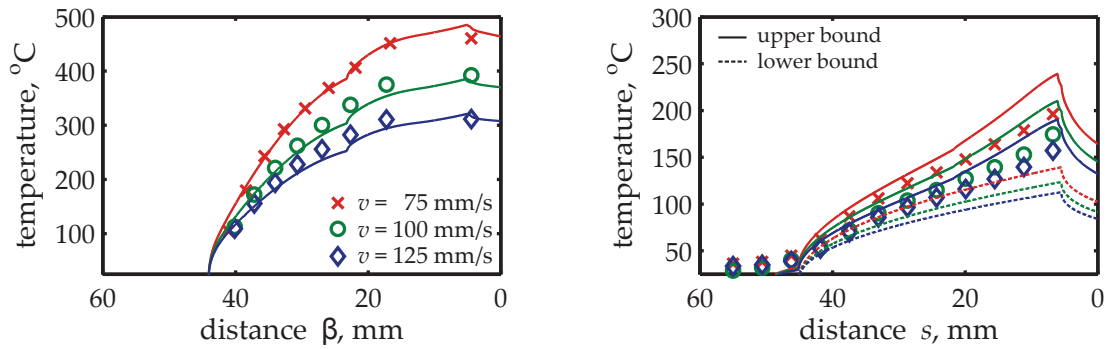 500
400
300
200
100
60
40
20
0
temperature, °C
distance β, mm
v = 75 mm/s
v = 100 mm/s
v = 125 mm/s
300
250
200
150
100
50
60
40
20
0
temperature, °C
distance s, mm
upper bound
lower bound